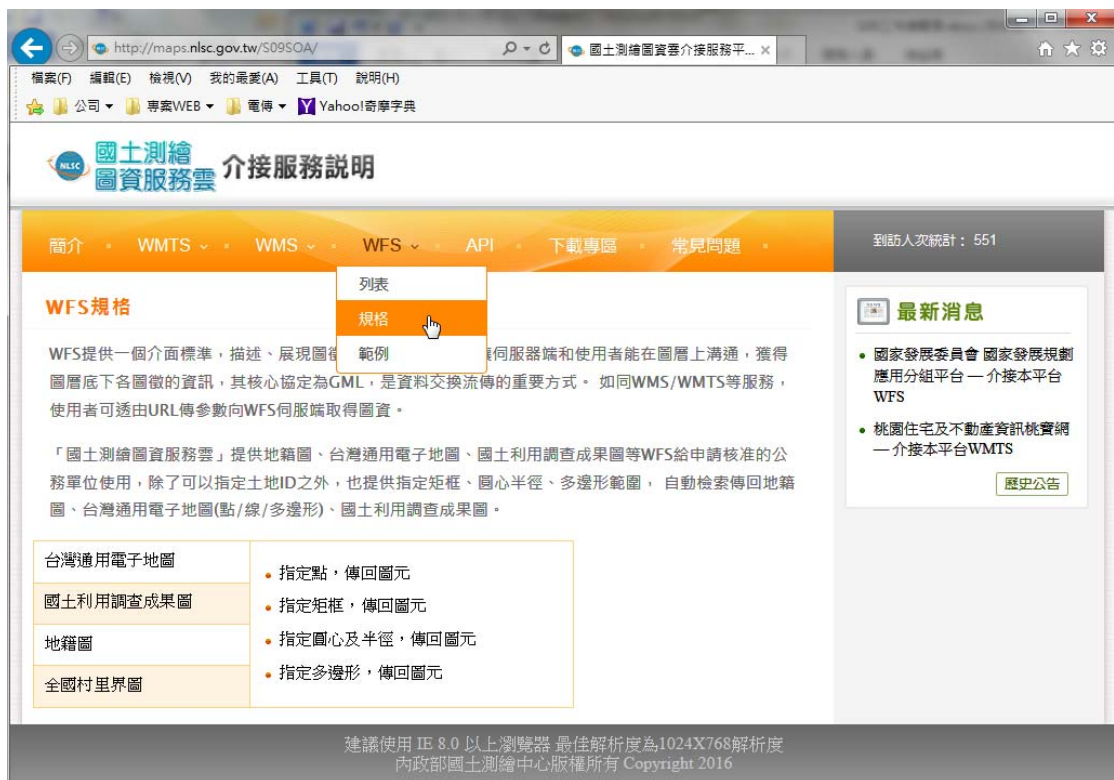 http://maps.nlsc.gov.tw/S09SOA/
國土測繪圖資雲介接服務平...
檔案(F) 編輯(E) 檢視(V) 我的最愛(A) 工具(T) 說明(H)
公司 專案WEB 電傳 Yahoo!奇摩字典
NLSC
國土測繪
圖資服務雲
介接服務說明
簡介 WMTS WMS WFS API 下載專區 常見問題
到訪人次統計： 551
列表
規格
範例
WFS規格
WFS提供一個介面標準，描述、展現圖徵 伺服器端和使用者能在圖層上溝通，獲得
圖層底下各圖徵的資訊，其核心協定為GML，是資料交換流傳的重要方式。 如同WMS/WMTS等服務，
使用者可透由URL傳參數向WFS伺服端取得圖資。
「國土測繪圖資服務雲」提供地籍圖、台灣通用電子地圖、國土利用調查成果圖等WFS給申請核准的公
務單位使用，除了可以指定土地ID之外，也提供指定矩框、圓心半徑、多邊形範圍， 自動檢索傳回地籍
圖、台灣通用電子地圖(點/線/多邊形)、國土利用調查成果圖。
台灣通用電子地圖
國土利用調查成果圖
地籍圖
全國村里界圖
指定點，傳回圖元
指定矩框，傳回圖元
指定圓心及半徑，傳回圖元
指定多邊形，傳回圖元
最新消息
國家發展委員會 國家發展規劃
應用分組平台 — 介接本平台
WFS
桃園住宅及不動產資訊桃寶網
— 介接本平台WMTS
歷史公告
建議使用 IE 8.0 以上瀏覽器 最佳解析度為1024X768解析度
內政部國土測繪中心版權所有 Copyright 2016